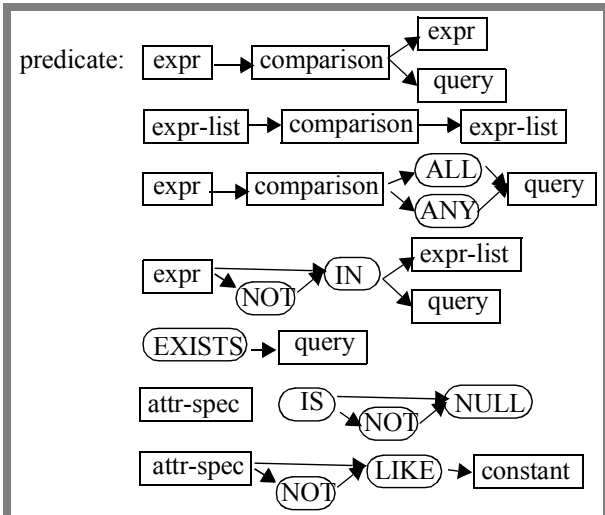 predicate: expr comparison expr
query
expr-list comparison expr-list
expr comparison ALL query
ANY
expr NOT IN expr-list
query
EXISTS query
attr-spec IS NOT NULL
attr-spec NOT LIKE constant